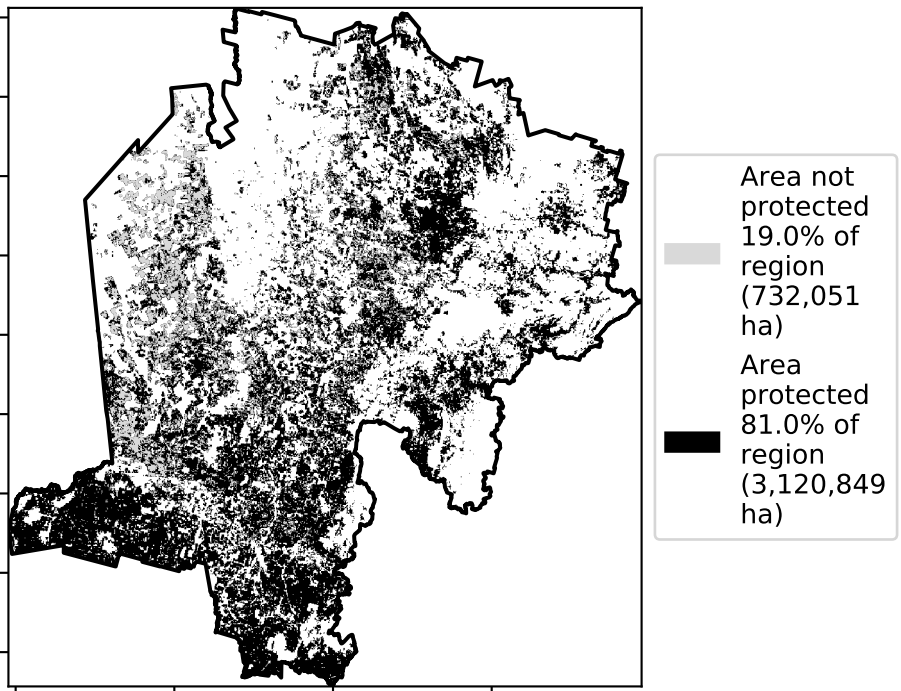 Area not
protected
19.0% of
region
(732,051
ha)
Area
protected
81.0% of
region
(3,120,849
ha)